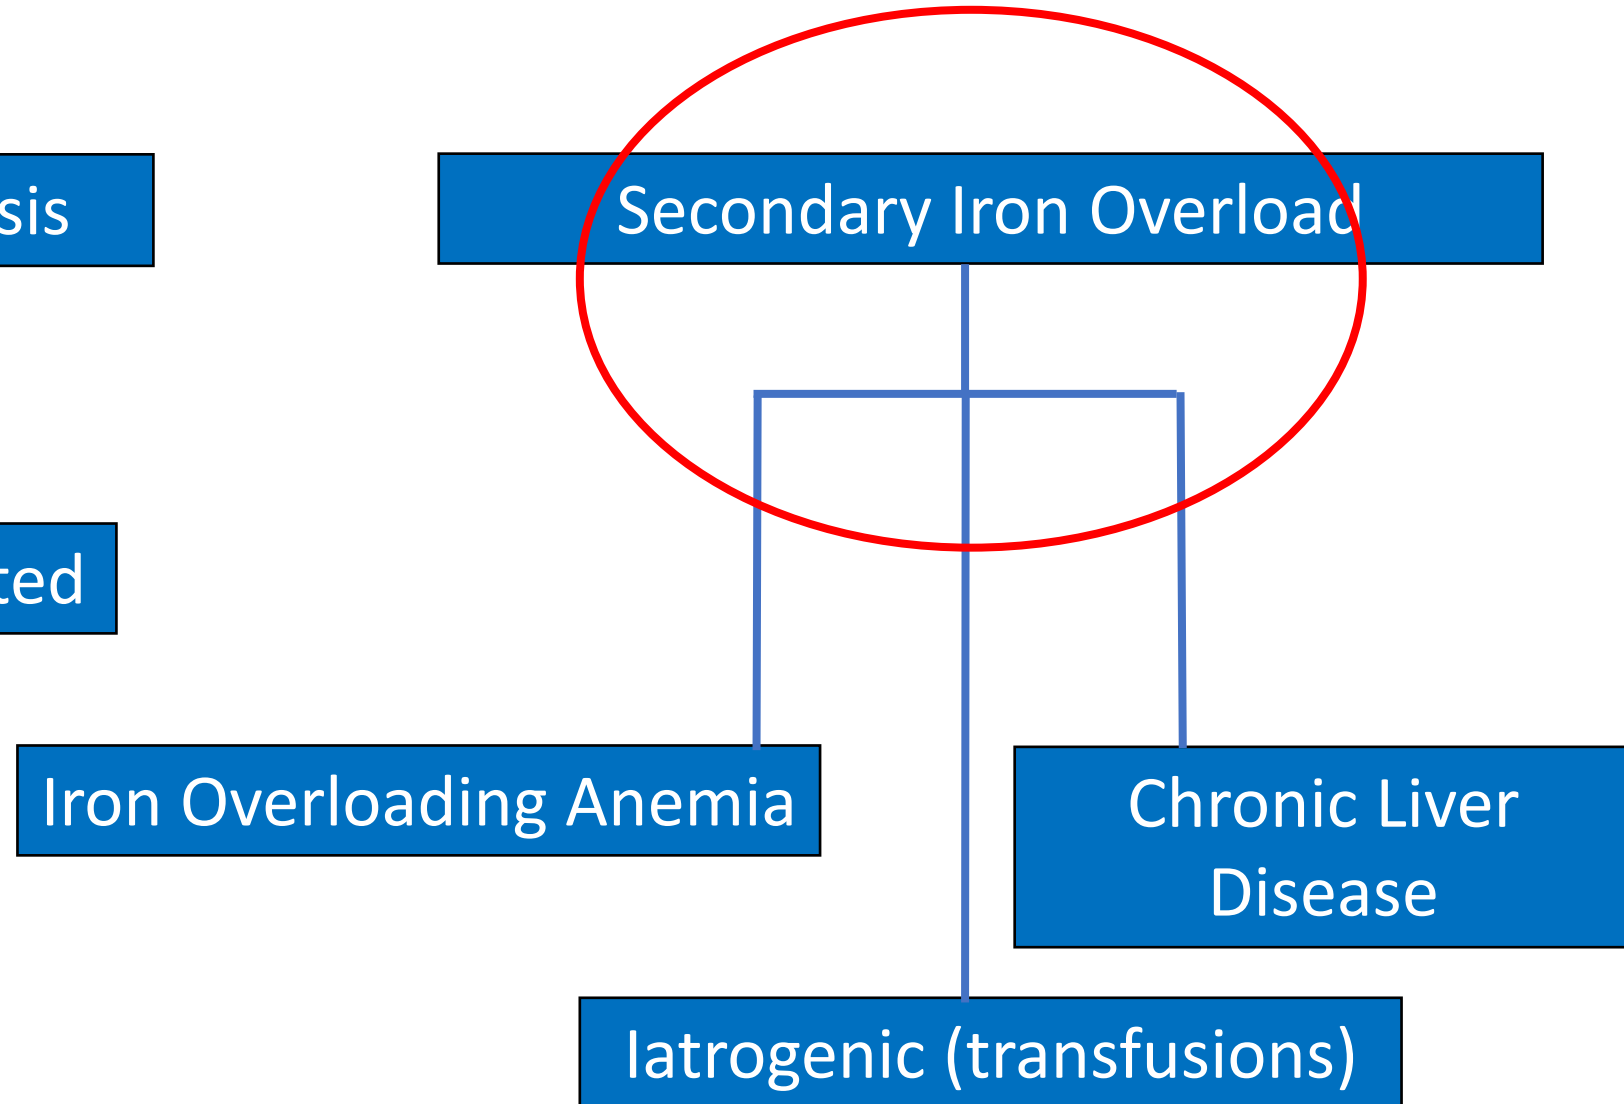 sis
Secondary Iron Overload
ted
Iron Overloading Anemia
Chronic Liver
Disease
Iatrogenic (transfusions)